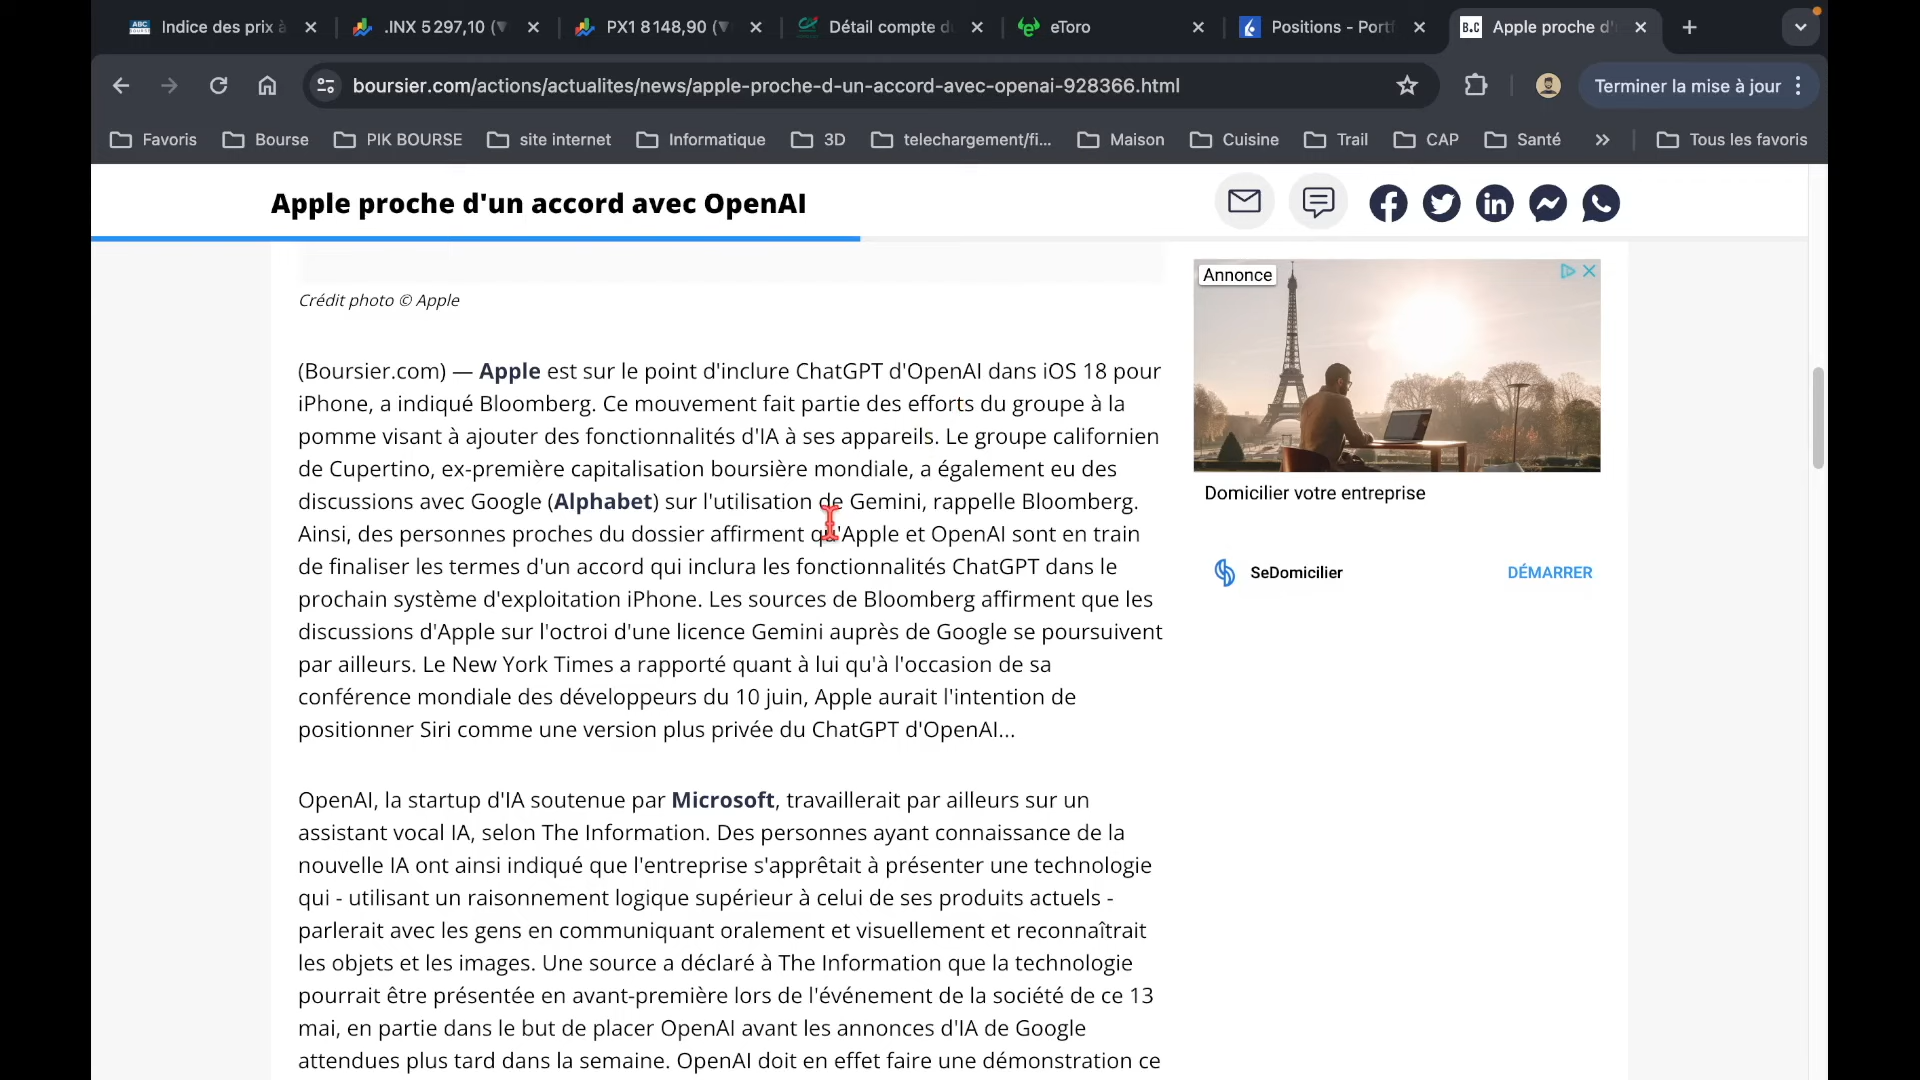 Indice des prix à
.INX 5 297,10 (▼
PX1 8 148,90 (▼
Détail compte d
eToro
Positions - Portf
B.C
Apple proche d'
boursier.com/actions/actualites/news/apple-proche-d-un-accord-avec-openai-928366.html
Terminer la mise à jour
Favoris
Bourse
PIK BOURSE
site internet
Informatique
3D
telechargement/fi...
Maison
Cuisine
Trail
CAP
Santé
Tous les favoris
Apple proche d'un accord avec OpenAI
Crédit photo © Apple
(Boursier.com) — Apple est sur le point d'inclure ChatGPT d'OpenAI dans iOS 18 pour
iPhone, a indiqué Bloomberg. Ce mouvement fait partie des efforts du groupe à la
pomme visant à ajouter des fonctionnalités d'IA à ses appareils. Le groupe californien
de Cupertino, ex-première capitalisation boursière mondiale, a également eu des
discussions avec Google (Alphabet) sur l'utilisation de Gemini, rappelle Bloomberg.
Ainsi, des personnes proches du dossier affirment qu'Apple et OpenAI sont en train
de finaliser les termes d'un accord qui inclura les fonctionnalités ChatGPT dans le
prochain système d'exploitation iPhone. Les sources de Bloomberg affirment que les
discussions d'Apple sur l'octroi d'une licence Gemini auprès de Google se poursuivent
par ailleurs. Le New York Times a rapporté quant à lui qu'à l'occasion de sa
conférence mondiale des développeurs du 10 juin, Apple aurait l'intention de
positionner Siri comme une version plus privée du ChatGPT d'OpenAI...
OpenAI, la startup d'IA soutenue par Microsoft, travaillerait par ailleurs sur un
assistant vocal IA, selon The Information. Des personnes ayant connaissance de la
nouvelle IA ont ainsi indiqué que l'entreprise s'apprêtait à présenter une technologie
qui - utilisant un raisonnement logique supérieur à celui de ses produits actuels -
parlerait avec les gens en communiquant oralement et visuellement et reconnaîtrait
les objets et les images. Une source a déclaré à The Information que la technologie
pourrait être présentée en avant-première lors de l'événement de la société de ce 13
mai, en partie dans le but de placer OpenAI avant les annonces d'IA de Google
attendues plus tard dans la semaine. OpenAI doit en effet faire une démonstration ce
Annonce
Domicilier votre entreprise
SeDomicilier
DÉMARRER